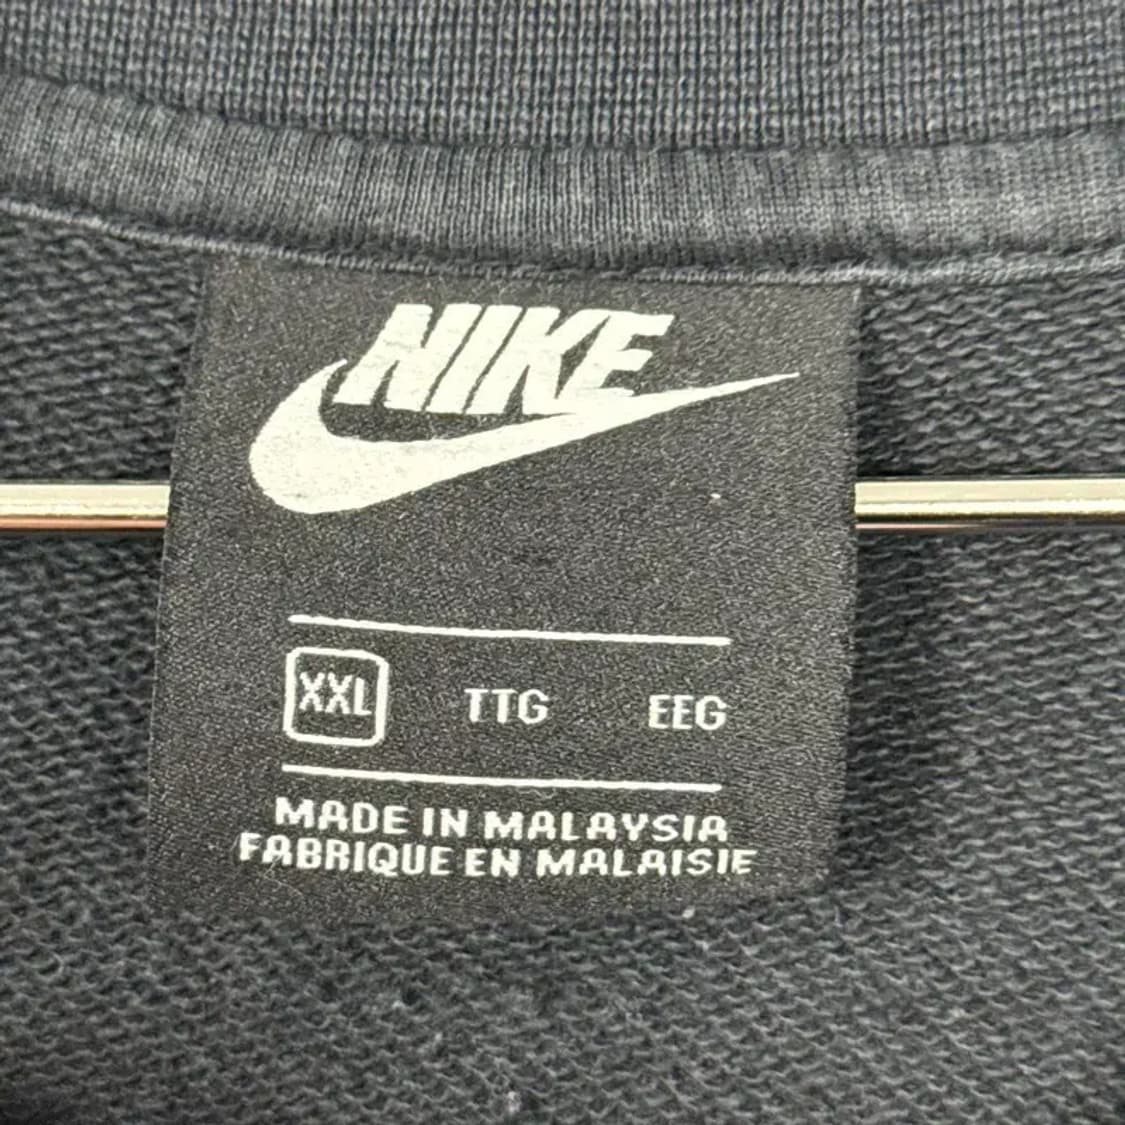 NIKE
XXL TTG EEG
MADE IN MALAYSIA
FABRIQUE EN MALAISIE